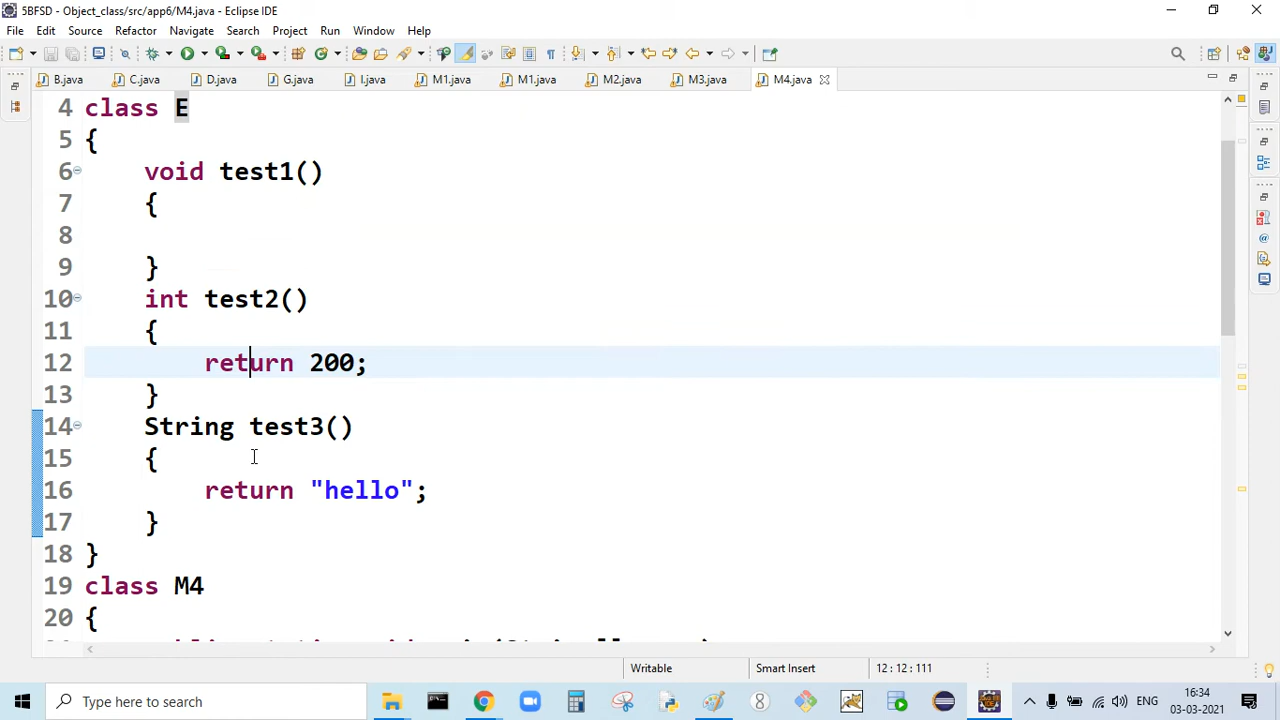 5BFSD - Object_class/src/app6/M4.java - Eclipse IDE
File Edit Source Refactor Navigate Search Project Run Window Help
B.java C.java D.java G.java I.java M1.java M1.java M2.java M3.java M4.java
4 class E
5 {
6 void test1()
7 {
8
9 }
10 int test2()
11 {
12 return 200;
13 }
14 String test3()
15 {
16 return "hello";
17 }
18 }
19 class M4
20 {
Writable Smart Insert 12 : 12 : 111
Type here to search
ENG
6:34
03-03-2021